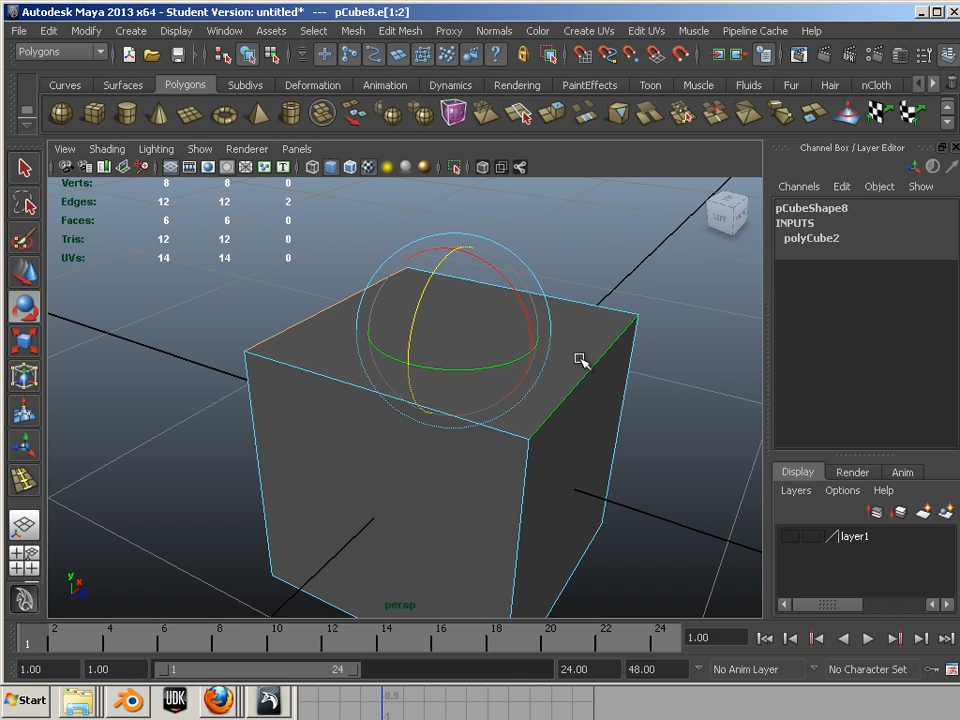 Autodesk Maya 2013 x64 - Student Version: untitled* --- pCube8.e[1:2]
File Edit Modify Create Display Window Assets Select Mesh Edit Mesh Proxy Normals Color Create UVs Edit UVs Muscle Pipeline Cache Help
Polygons
Curves Surfaces Polygons Subdivs Deformation Animation Dynamics Rendering PaintEffects Toon Muscle Fluids Fur Hair nCloth
View Shading Lighting Show Renderer Panels
Channel Box / Layer Editor
Channels Edit Object Show
Verts: 8 8 0
Edges: 12 12 2
Faces: 6 6 0
Tris: 12 12 0
UVs: 14 14 0
pCubeShape8
INPUTS
polyCube2
LEFT
persp
y
x
z
Display Render Anim
Layers Options Help
layer1
1 2 4 6 8 10 12 14 16 18 20 22 24 1.00
1.00 1.00 1 24 24.00 48.00 No Anim Layer No Character Set
Start UDK
0.9
1